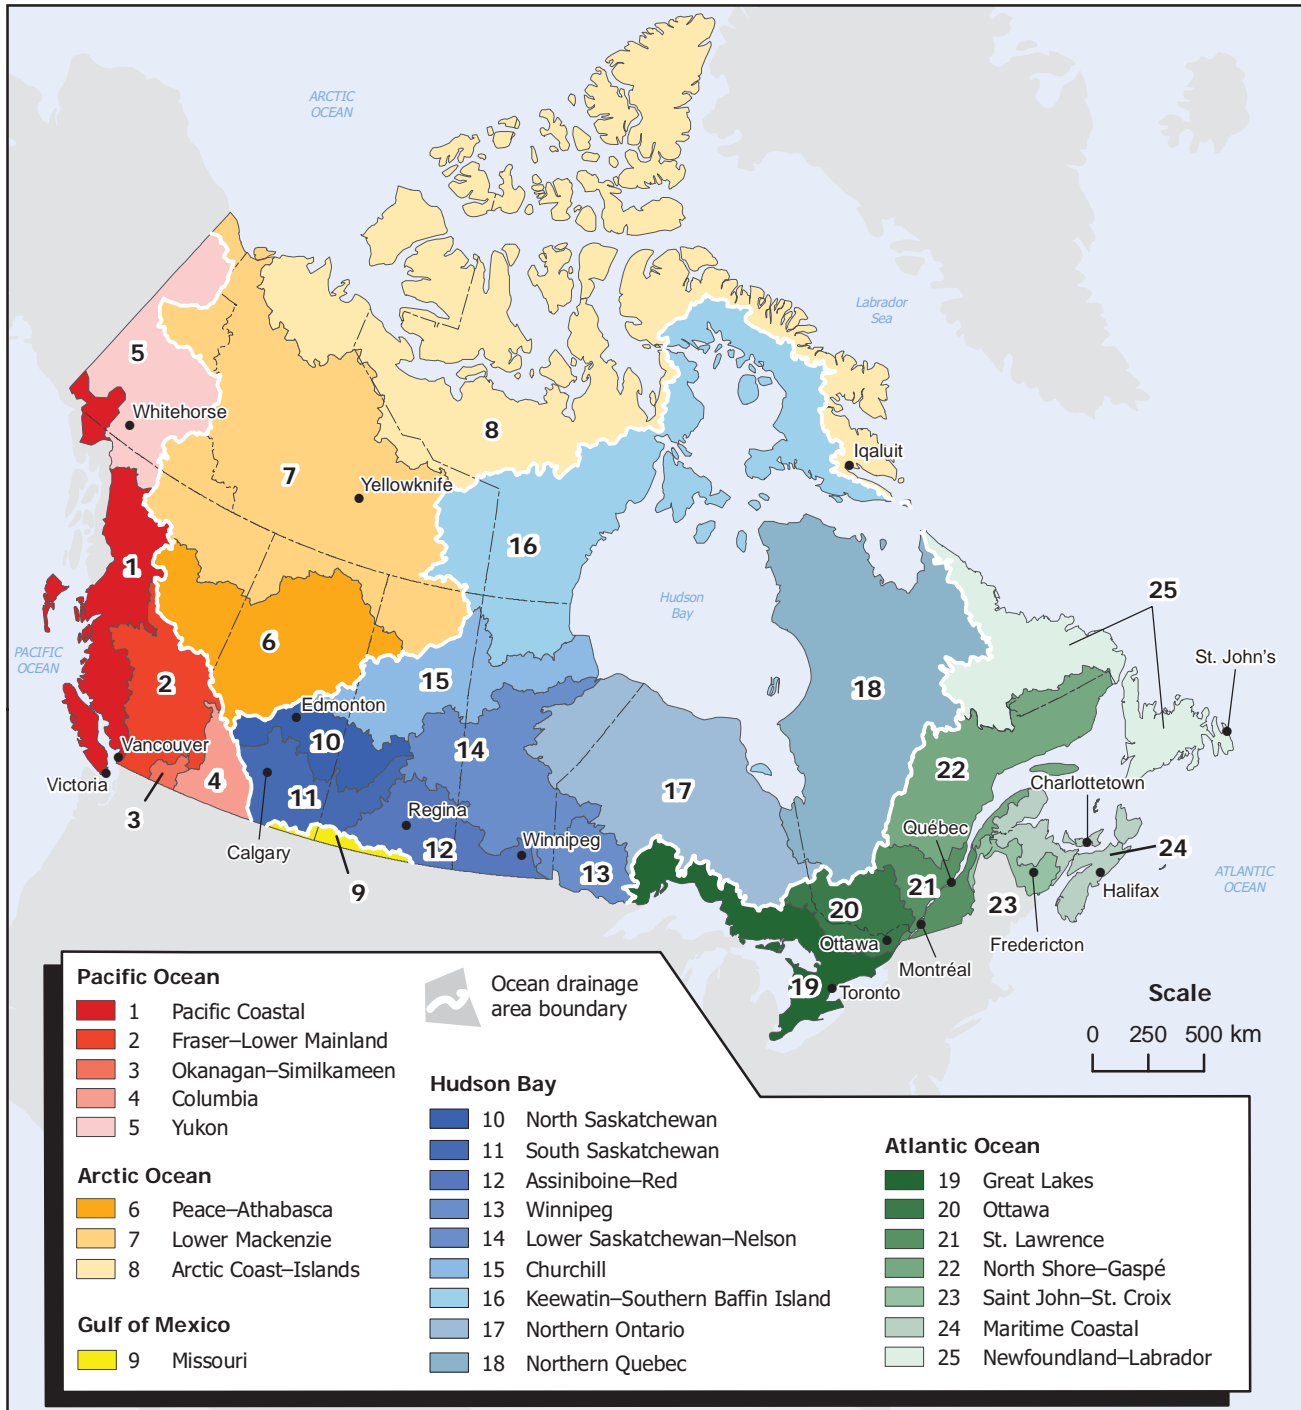 ARCTIC
OCEAN
Labrador
Sea
5
Whitehorse
8
Iqaluit
7
Yellowknife
16
1
25
Hudson
Bay
6
PACIFIC
OCEAN
St. John's
15
2
18
Edmonton
10
14
Vancouver
22
Charlottetown
Victoria
4
11
17
Regina
3
Québec
Calgary
12
Winnipeg
24
9
13
21
ATLANTIC
OCEAN
Halifax
23
20
Ottawa
Fredericton
Montréal
19
Toronto
Scale
0 250 500 km
Ocean drainage
area boundary
Pacific Ocean
1 Pacific Coastal
2 Fraser–Lower Mainland
3 Okanagan–Similkameen
4 Columbia
5 Yukon
Arctic Ocean
6 Peace–Athabasca
7 Lower Mackenzie
8 Arctic Coast–Islands
Gulf of Mexico
9 Missouri
Hudson Bay
10 North Saskatchewan
11 South Saskatchewan
12 Assiniboine–Red
13 Winnipeg
14 Lower Saskatchewan–Nelson
15 Churchill
16 Keewatin–Southern Baffin Island
17 Northern Ontario
18 Northern Quebec
Atlantic Ocean
19 Great Lakes
20 Ottawa
21 St. Lawrence
22 North Shore–Gaspé
23 Saint John–St. Croix
24 Maritime Coastal
25 Newfoundland–Labrador